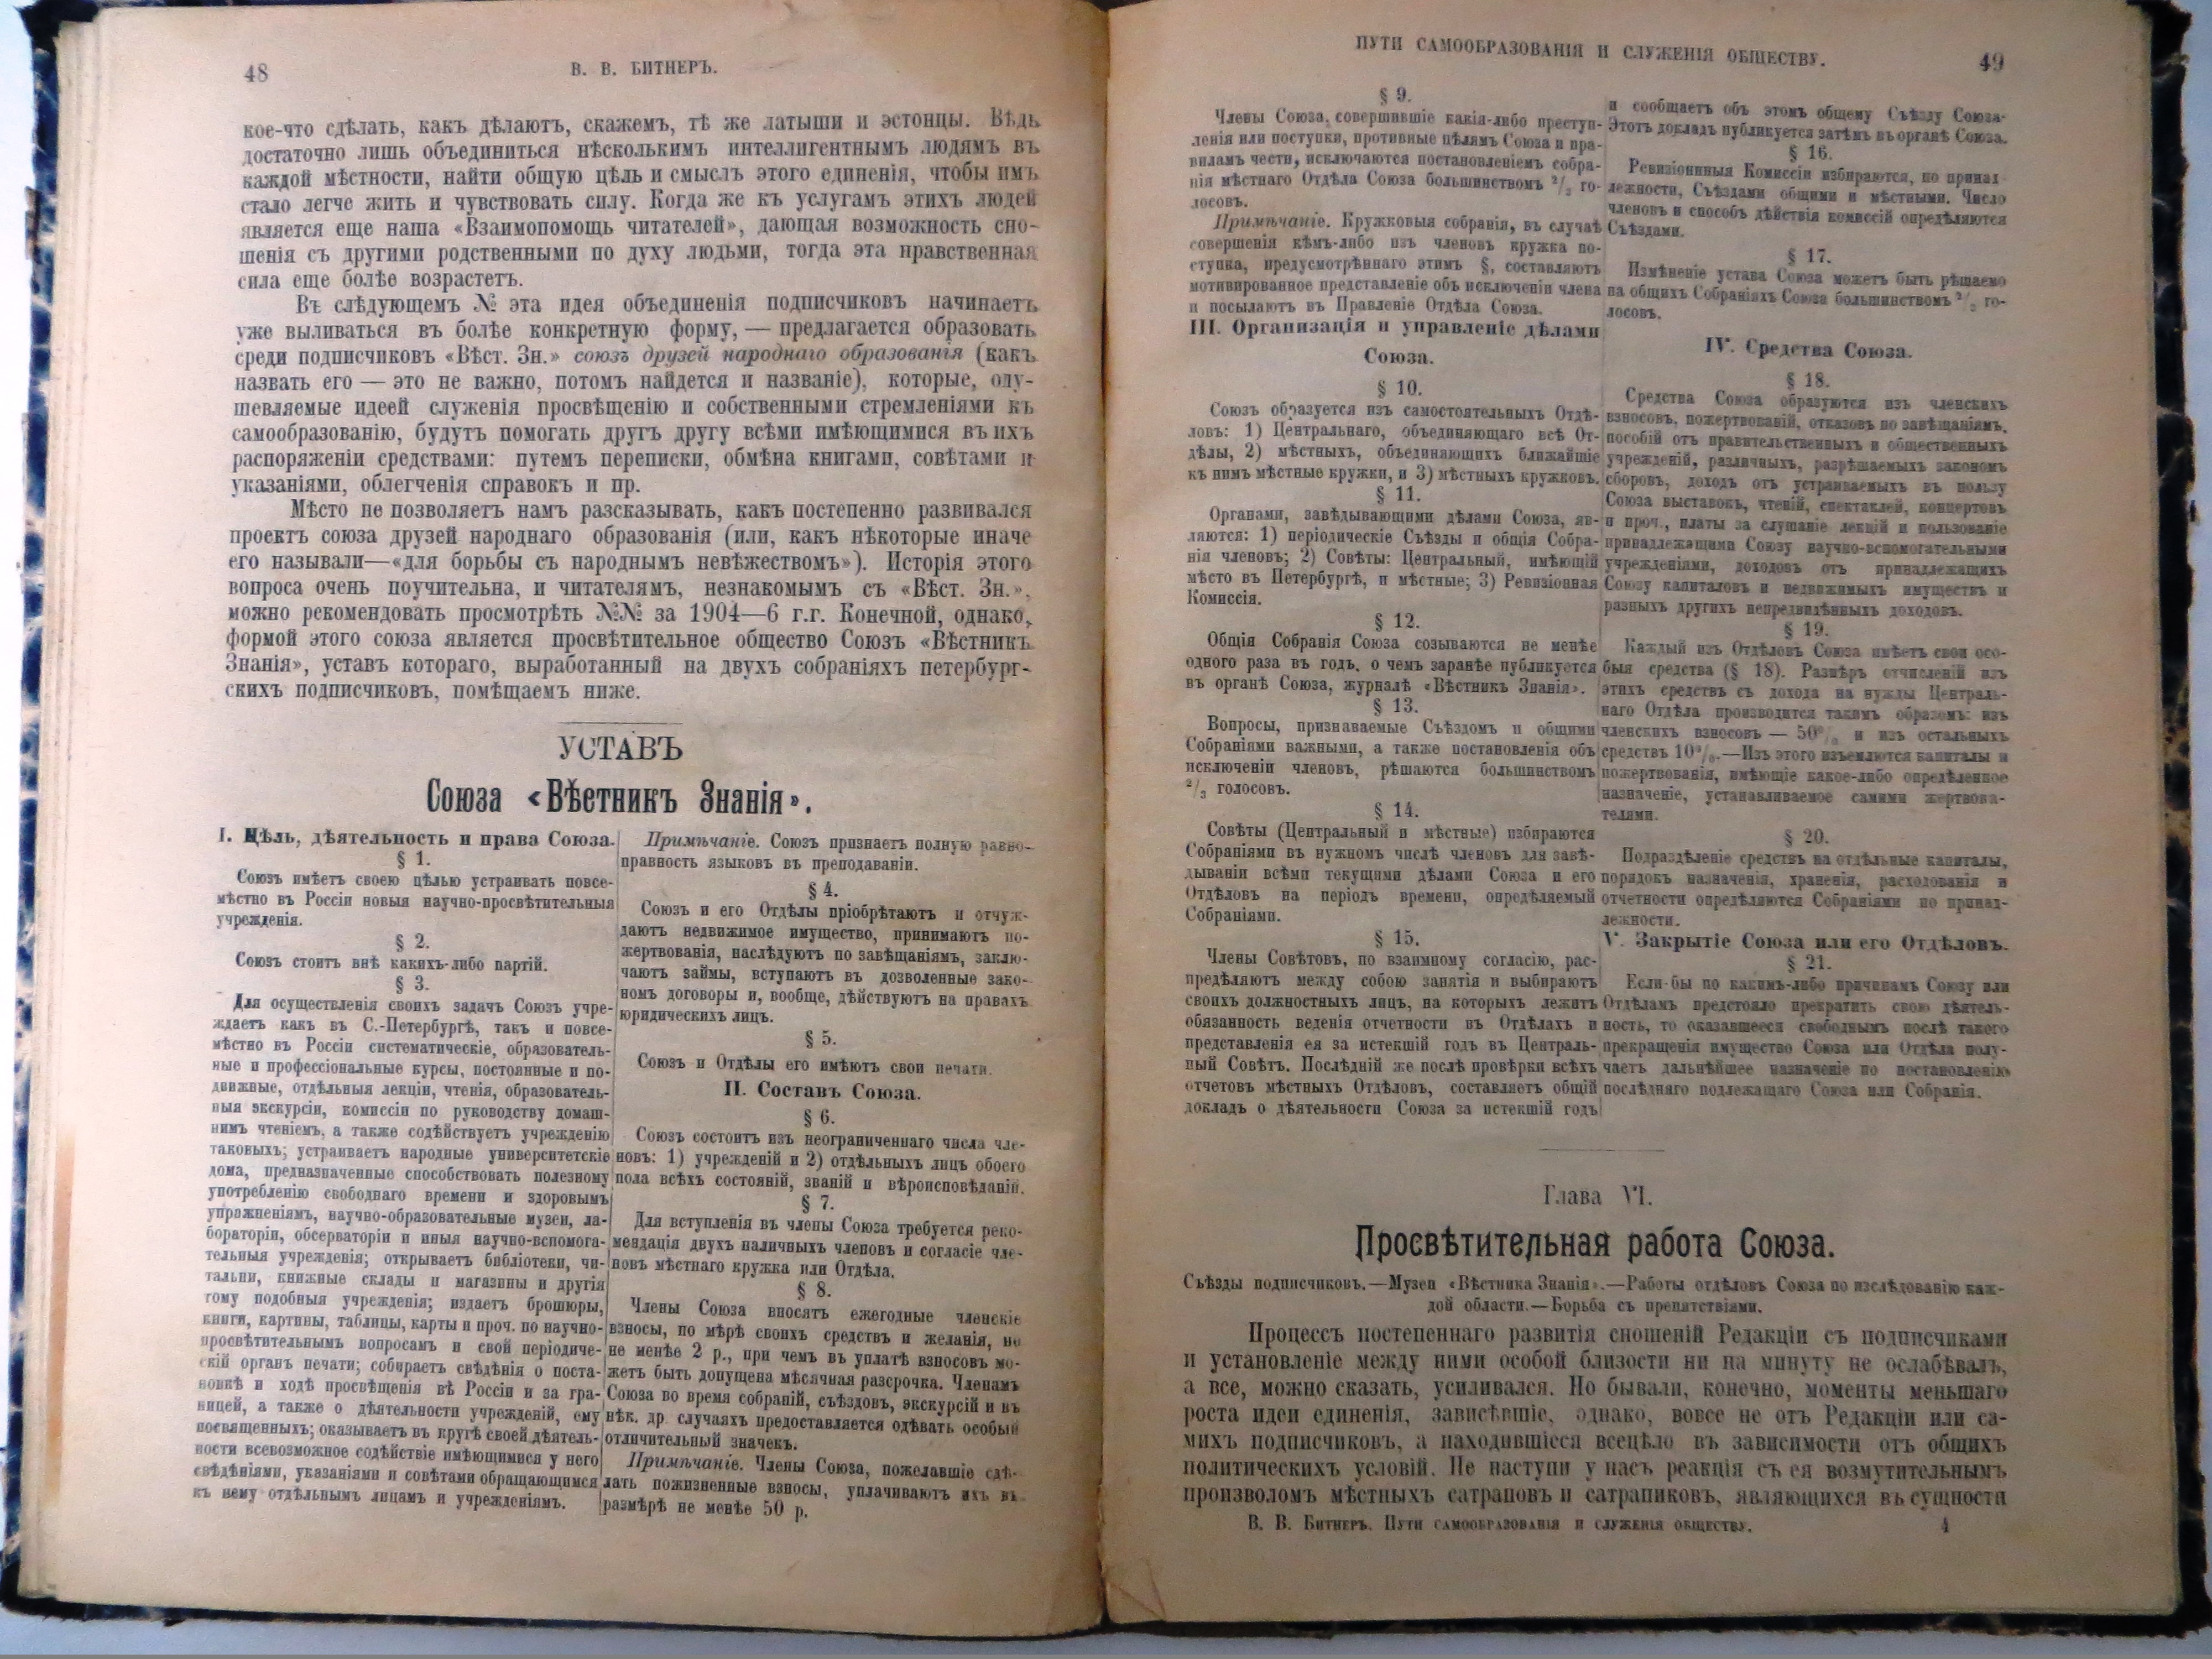 48
В. В. БИТНЕРЪ.
кое-что сдѣлать, какъ дѣлаютъ, скажемъ, тѣ же латыши и эстонцы. Вѣдь
достаточно лишь объединиться нѣсколькимъ интеллигентнымъ людямъ въ
каждой мѣстности, найти общую цѣль и смыслъ этого единенія, чтобы имъ
стало легче жить и чувствовать силу. Когда же къ услугамъ этихъ людей
является еще наша «Взаимопомощь читателей», дающая возможность сно-
шенія съ другими родственными по духу людьми, тогда эта нравственная
сила еще болѣе возрастетъ.
Въ слѣдующемъ № эта идея объединенія подписчиковъ начинаетъ
уже выливаться въ болѣе конкретную форму, — предлагается образовать
среди подписчиковъ «Вѣст. Зн.» союзъ друзей народнаго образованія (какъ
назвать его — это не важно, потомъ найдется и названіе), которые, оду-
шевляемые идеей служенія просвѣщенію и собственными стремленіями къ
самообразованію, будутъ помогать другъ другу всѣми имѣющимися въ ихъ
распоряженіи средствами: путемъ переписки, обмѣна книгами, совѣтами и
указаніями, облегченія справокъ и пр.
Мѣсто не позволяетъ намъ разсказывать, какъ постепенно развивался
проектъ союза друзей народнаго образованія (или, какъ нѣкоторые иначе
его называли—«для борьбы съ народнымъ невѣжествомъ»). Исторія этого
вопроса очень поучительна, и читателямъ, незнакомымъ съ «Вѣст. Зн.»,
можно рекомендовать просмотрѣть №№ за 1904—6 г.г. Конечной, однако,
формой этого союза является просвѣтительное общество Союзъ «Вѣстникъ
Знанія», уставъ котораго, выработанный на двухъ собраніяхъ петербург-
скихъ подписчиковъ, помѣщаемъ ниже.
УСТАВЪ
Союза «Вѣстникъ Знанія».
I. Цѣль, дѣятельность и права Союза.
§ 1.
Союзъ имѣетъ своею цѣлью устраивать повсе-
мѣстно въ Россіи новыя научно-просвѣтительныя
учрежденія.
§ 2.
Союзъ стоитъ внѣ какихъ-либо партій.
§ 3.
Для осуществленія своихъ задачъ Союзъ учре-
ждаетъ какъ въ С.-Петербургѣ, такъ и повсе-
мѣстно въ Россіи систематическіе, образователь-
ные и профессіональные курсы, постоянные и по-
движные, отдѣльныя лекціи, чтенія, образователь-
ныя экскурсіи, комиссіи по руководству домаш-
нимъ чтеніемъ, а также содѣйствуетъ учрежденію
таковыхъ; устраиваетъ народные университетскіе
дома, предназначенные способствовать полезному
употребленію свободнаго времени и здоровымъ
упражненіямъ, научно-образовательные музеи, ла-
бораторіи, обсерваторіи и иныя научно-вспомога-
тельныя учрежденія; открываетъ библіотеки, чи-
тальни, книжные склады и магазины и другія
тому подобныя учрежденія; издаетъ брошюры,
книги, картины, таблицы, карты и проч. по научно-
просвѣтительнымъ вопросамъ и свой періодиче-
скій органъ печати; собираетъ свѣдѣнія о поста-
новкѣ и ходѣ просвѣщенія въ Россіи и за гра-
ницей, а также о дѣятельности учрежденій, ему
посвященныхъ; оказываетъ въ кругѣ своей дѣятель-
ности всевозможное содѣйствіе имѣющимися у него
свѣдѣніями, указаніями и совѣтами обращающимся
къ нему отдѣльнымъ лицамъ и учрежденіямъ.
Примѣчаніе. Союзъ признаетъ полную равно-
правность языковъ въ преподаваніи.
§ 4.
Союзъ и его Отдѣлы пріобрѣтаютъ и отчуж-
даютъ недвижимое имущество, принимаютъ по-
жертвованія, наслѣдуютъ по завѣщаніямъ, заклю-
чаютъ займы, вступаютъ въ дозволенные зако-
номъ договоры и, вообще, дѣйствуютъ на правахъ
юридическихъ лицъ.
§ 5.
Союзъ и Отдѣлы его имѣютъ свои печати.
II. Составъ Союза.
§ 6.
Союзъ состоитъ изъ неограниченнаго числа чле-
новъ: 1) учрежденій и 2) отдѣльныхъ лицъ обоего
пола всѣхъ состояній, званій и вѣроисповѣданій.
§ 7.
Для вступленія въ члены Союза требуется реко-
мендація двухъ наличныхъ членовъ и согласіе чле-
новъ мѣстнаго кружка или Отдѣла.
§ 8.
Члены Союза вносятъ ежегодные членскіе
взносы, по мѣрѣ своихъ средствъ и желанія, но
не менѣе 2 р., при чемъ въ уплатѣ взносовъ мо-
жетъ быть допущена мѣсячная разсрочка. Членамъ
Союза во время собраній, съѣздовъ, экскурсій и въ
нѣк. др. случаяхъ предоставляется одѣвать особый
отличительный значекъ.
Примѣчаніе. Члены Союза, пожелавшіе сдѣ-
лать пожизненные взносы, уплачиваютъ ихъ въ
размѣрѣ не менѣе 50 р.
ПУТИ САМООБРАЗОВАНІЯ И СЛУЖЕНІЯ ОБЩЕСТВУ.
49
§ 9.
Члены Союза, совершившіе какія-либо преступ-
ленія или поступки, противные цѣлямъ Союза и пра-
виламъ чести, исключаются постановленіемъ собра-
нія мѣстнаго Отдѣла Союза большинствомъ 2/3 го-
лосовъ.
Примѣчаніе. Кружковыя собранія, въ случаѣ
совершенія кѣмъ-либо изъ членовъ кружка по-
ступка, предусмотрѣннаго этимъ §, составляютъ
мотивированное представленіе объ исключеніи члена
и посылаютъ въ Правленіе Отдѣла Союза.
III. Организація и управленіе дѣлами
Союза.
§ 10.
Союзъ образуется изъ самостоятельныхъ Отдѣ-
ловъ: 1) Центральнаго, объединяющаго всѣ От-
дѣлы, 2) мѣстныхъ, объединяющихъ ближайшіе
къ нимъ мѣстные кружки, и 3) мѣстныхъ кружковъ.
§ 11.
Органами, завѣдывающими дѣлами Союза, яв-
ляются: 1) періодическіе Съѣзды и общія Собра-
нія членовъ; 2) Совѣты: Центральный, имѣющій
мѣсто въ Петербургѣ, и мѣстные; 3) Ревизіонная
Комиссія.
§ 12.
Общія Собранія Союза созываются не менѣе
одного раза въ годъ, о чемъ заранѣе публикуется
въ органѣ Союза, журналѣ «Вѣстникъ Знанія».
§ 13.
Вопросы, признаваемые Съѣздомъ и общими
Собраніями важными, а также постановленія объ
исключеніи членовъ, рѣшаются большинствомъ
2/3 голосовъ.
§ 14.
Совѣты (Центральный и мѣстные) избираются
Собраніями въ нужномъ числѣ членовъ для завѣ-
дыванія всѣми текущими дѣлами Союза и его
Отдѣловъ на періодъ времени, опредѣляемый
Собраніями.
§ 15.
Члены Совѣтовъ, по взаимному согласію, рас-
предѣляютъ между собою занятія и выбираютъ
своихъ должностныхъ лицъ, на которыхъ лежитъ
обязанность веденія отчетности въ Отдѣлахъ и
представленія ея за истекшій годъ въ Централь-
ный Совѣтъ. Послѣдній же послѣ провѣрки всѣхъ
отчетовъ мѣстныхъ Отдѣловъ, составляетъ общій
докладъ о дѣятельности Союза за истекшій годъ
и сообщаетъ объ этомъ общему Съѣзду Союза.
Этотъ докладъ публикуется затѣмъ въ органѣ Союза.
§ 16.
Ревизіонныя Комиссіи избираются, по принад-
лежности, Съѣздами общими и мѣстными. Число
членовъ и способъ дѣйствія комиссій опредѣляются
Съѣздами.
§ 17.
Измѣненіе устава Союза можетъ быть рѣшаемо
на общихъ Собраніяхъ Союза большинствомъ 2/3 го-
лосовъ.
IV. Средства Союза.
§ 18.
Средства Союза образуются изъ членскихъ
взносовъ, пожертвованій, отказовъ по завѣщаніямъ,
пособій отъ правительственныхъ и общественныхъ
учрежденій, различныхъ, разрѣшаемыхъ закономъ
сборовъ, доходъ отъ устраиваемыхъ въ пользу
Союза выставокъ, чтеній, спектаклей, концертовъ
и проч., платы за слушаніе лекцій и пользованіе
принадлежащими Союзу научно-вспомогательными
учрежденіями, доходовъ отъ принадлежащихъ
Союзу капиталовъ и недвижимыхъ имуществъ и
разныхъ другихъ непредвидѣнныхъ доходовъ.
§ 19.
Каждый изъ Отдѣловъ Союза имѣетъ свои осо-
быя средства (§ 18). Размѣръ отчисленій изъ
этихъ средствъ съ дохода на нужды Централь-
наго Отдѣла производится такимъ образомъ: изъ
членскихъ взносовъ — 50% и изъ остальныхъ
средствъ 10%.—Изъ этого изъемлются капиталы и
пожертвованія, имѣющіе какое-либо опредѣленное
назначеніе, устанавливаемое самими жертвова-
телями.
§ 20.
Подраздѣленіе средствъ на отдѣльные капиталы,
порядокъ назначенія, храненія, расходованія и
отчетности опредѣляются Собраніями по принад-
лежности.
V. Закрытіе Союза или его Отдѣловъ.
§ 21.
Если-бы по какимъ-либо причинамъ Союзу или
Отдѣламъ предстояло прекратить свою дѣятель-
ность, то оказавшееся свободнымъ послѣ такого
прекращенія имущество Союза или Отдѣла полу-
чаетъ дальнѣйшее назначеніе по постановленію
послѣдняго подлежащаго Союза или Собранія.
Глава VI.
Просвѣтительная работа Союза.
Съѣзды подписчиковъ.—Музеи «Вѣстника Знанія».—Работы отдѣловъ Союза по изслѣдованію каж-
дой области.—Борьба съ препятствіями.
Процессъ постепеннаго развитія сношеній Редакціи съ подписчиками
и установленіе между ними особой близости ни на минуту не ослабѣвалъ,
а все, можно сказать, усиливался. Но бывали, конечно, моменты меньшаго
роста идеи единенія, зависѣвшіе, однако, вовсе не отъ Редакціи или са-
михъ подписчиковъ, а находившіеся всецѣло въ зависимости отъ общихъ
политическихъ условій. Не наступи у насъ реакція съ ея возмутительнымъ
произволомъ мѣстныхъ сатраповъ и сатрапиковъ, являющихся въ сущности
В. В. Битнеръ. Пути самообразованія и служенія обществу.
4